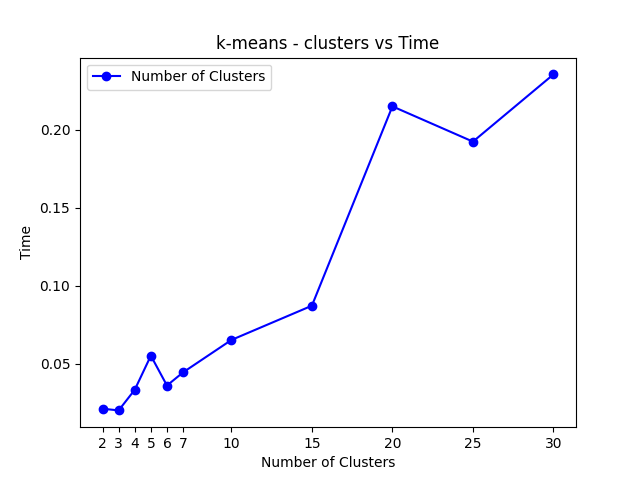 k-means - clusters vs Time
Number of Clusters
0.20
0.15
0.10
0.05
Time
2 3 4 5 6 7 10 15 20 25 30
Number of Clusters